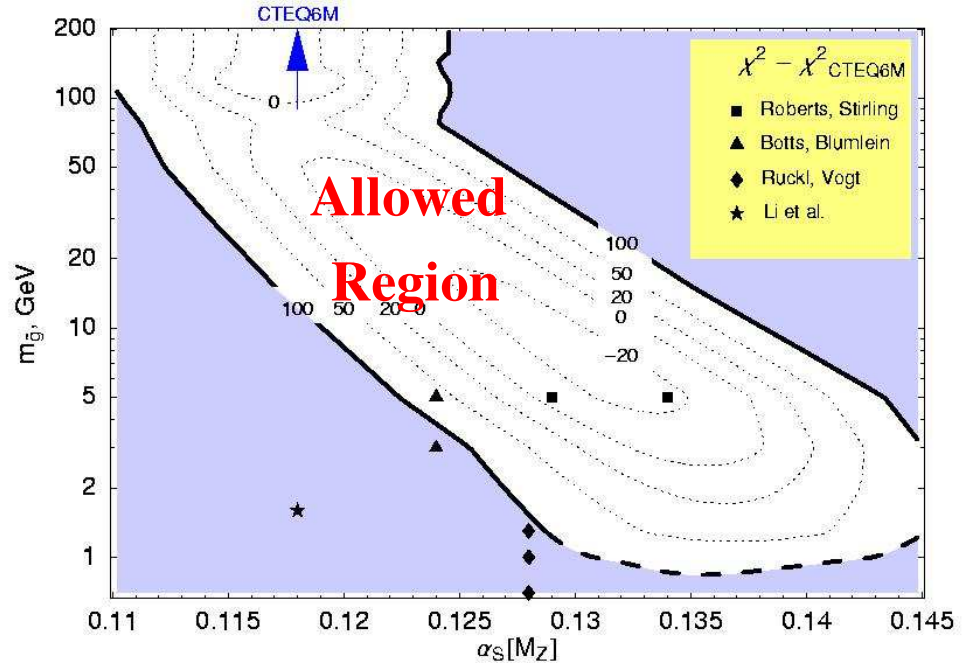 CTEQ6M
200
100
50
20
10
5
2
1
m_g̃, GeV
0
χ² − χ²_CTEQ6M
Roberts, Stirling
Botts, Blumlein
Ruckl, Vogt
Li et al.
Allowed
Region
100
50
20
0
−20
100 50 20 0
0.11 0.115 0.12 0.125 0.13 0.135 0.14 0.145
α_S[M_Z]